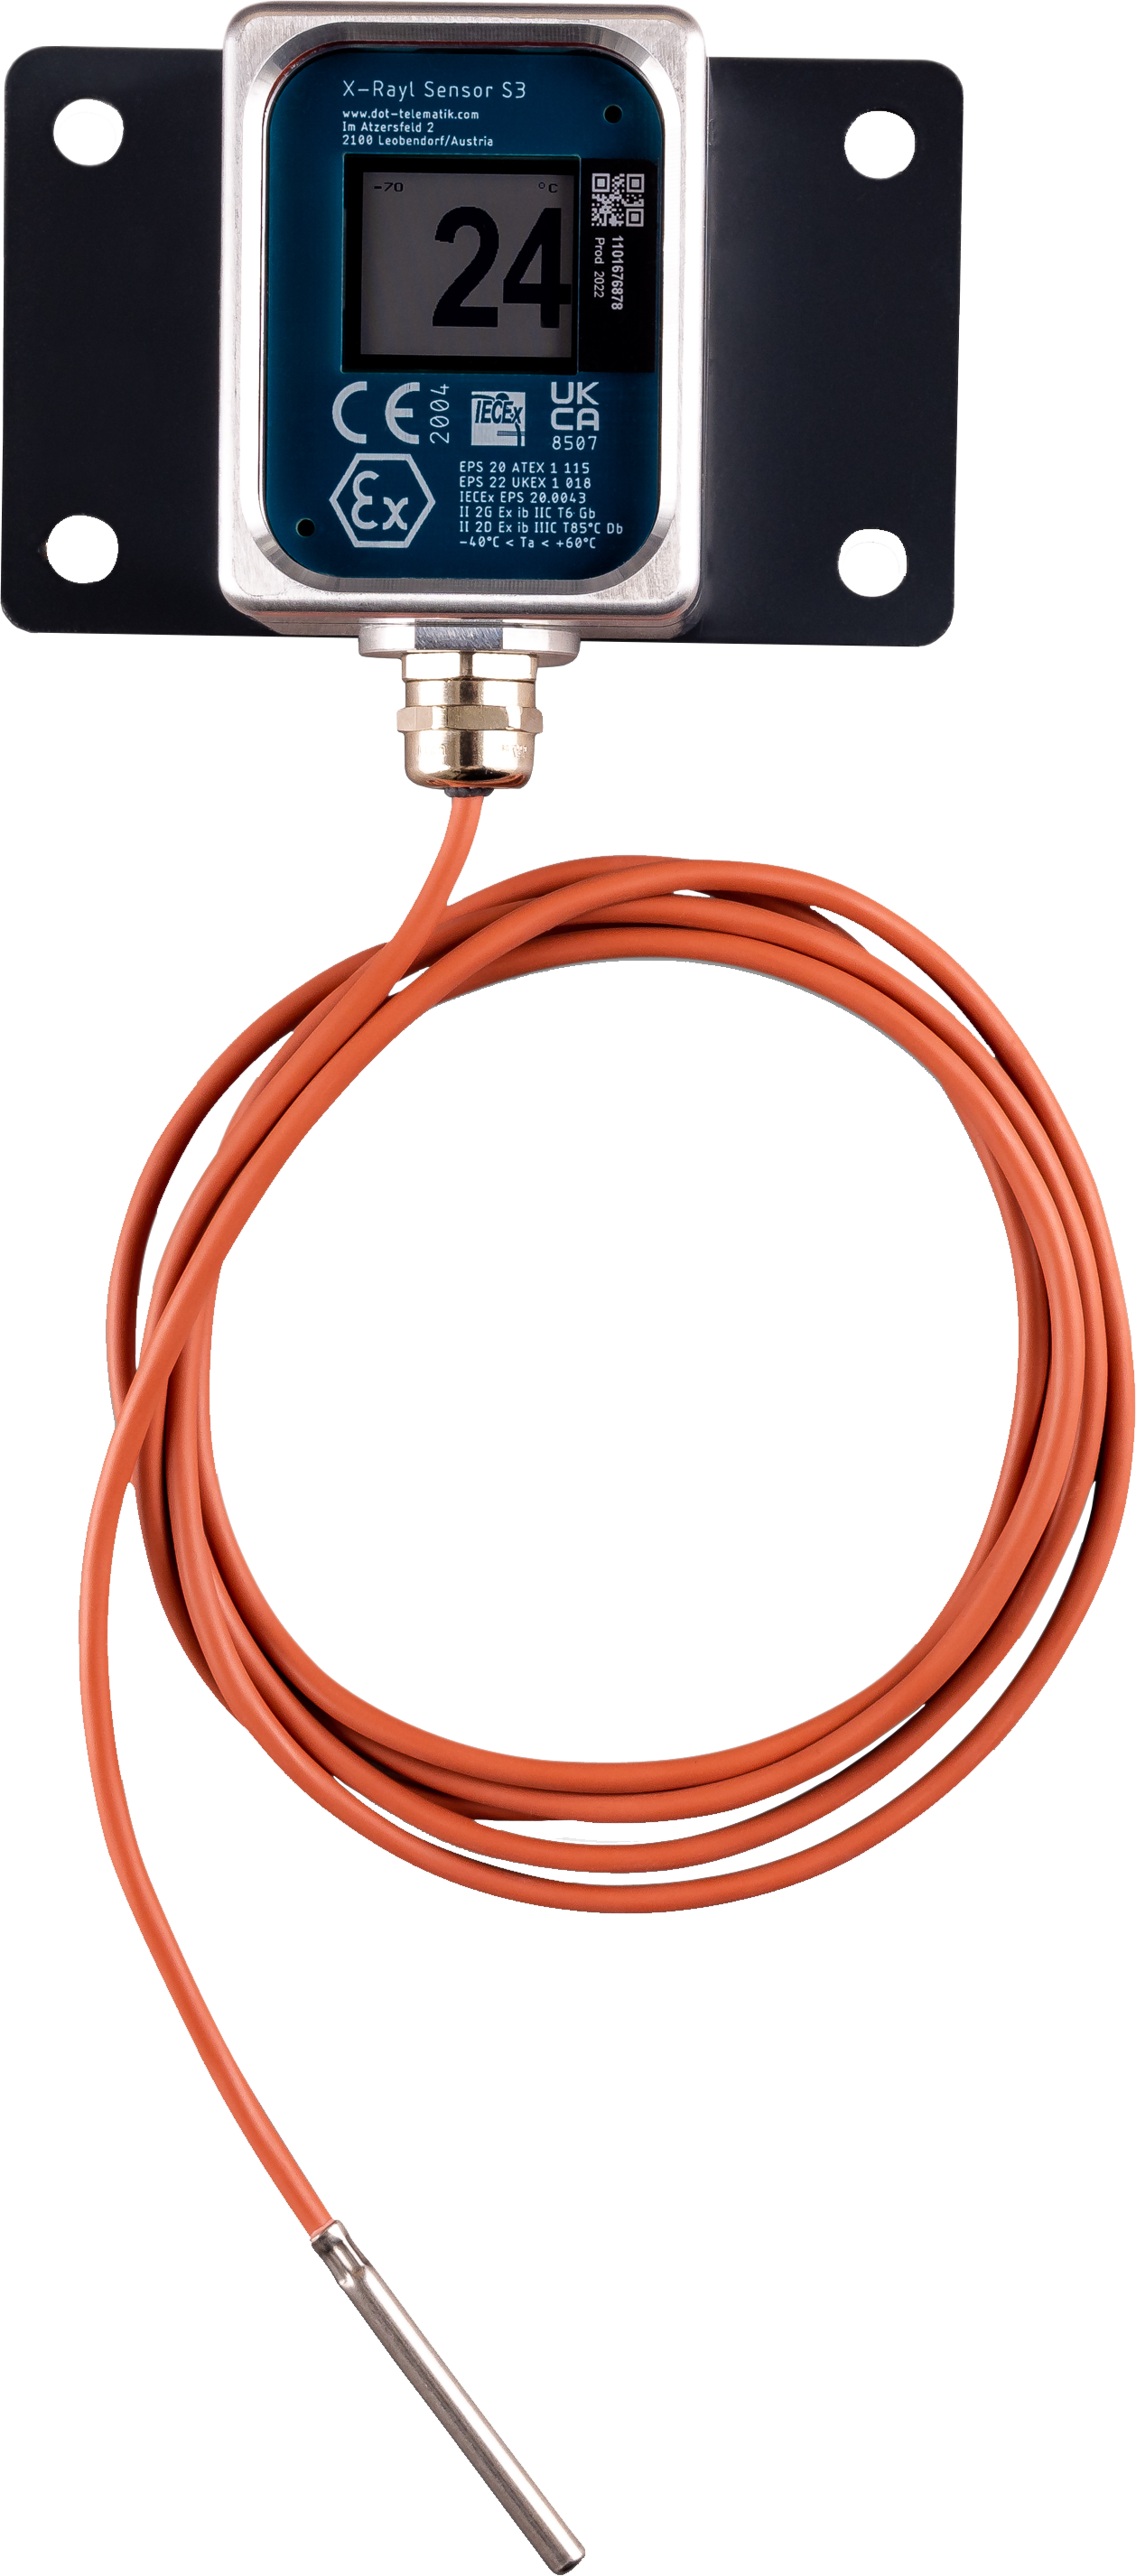 X-Rayl Sensor S3
www.dot-telematik.com
Im Atzersfeld 2
2100 Leobendorf/Austria
-70 °C
24
1101676878
Prod 2022
CE 2004
IECEx
UK
CA
8507
Ex
EPS 20 ATEX 1 115
EPS 22 UKEX 1 018
IECEx EPS 20.0043
II 2G Ex ib IIC T6 Gb
II 2D Ex ib IIIC T85°C Db
-40°C < Ta < +60°C